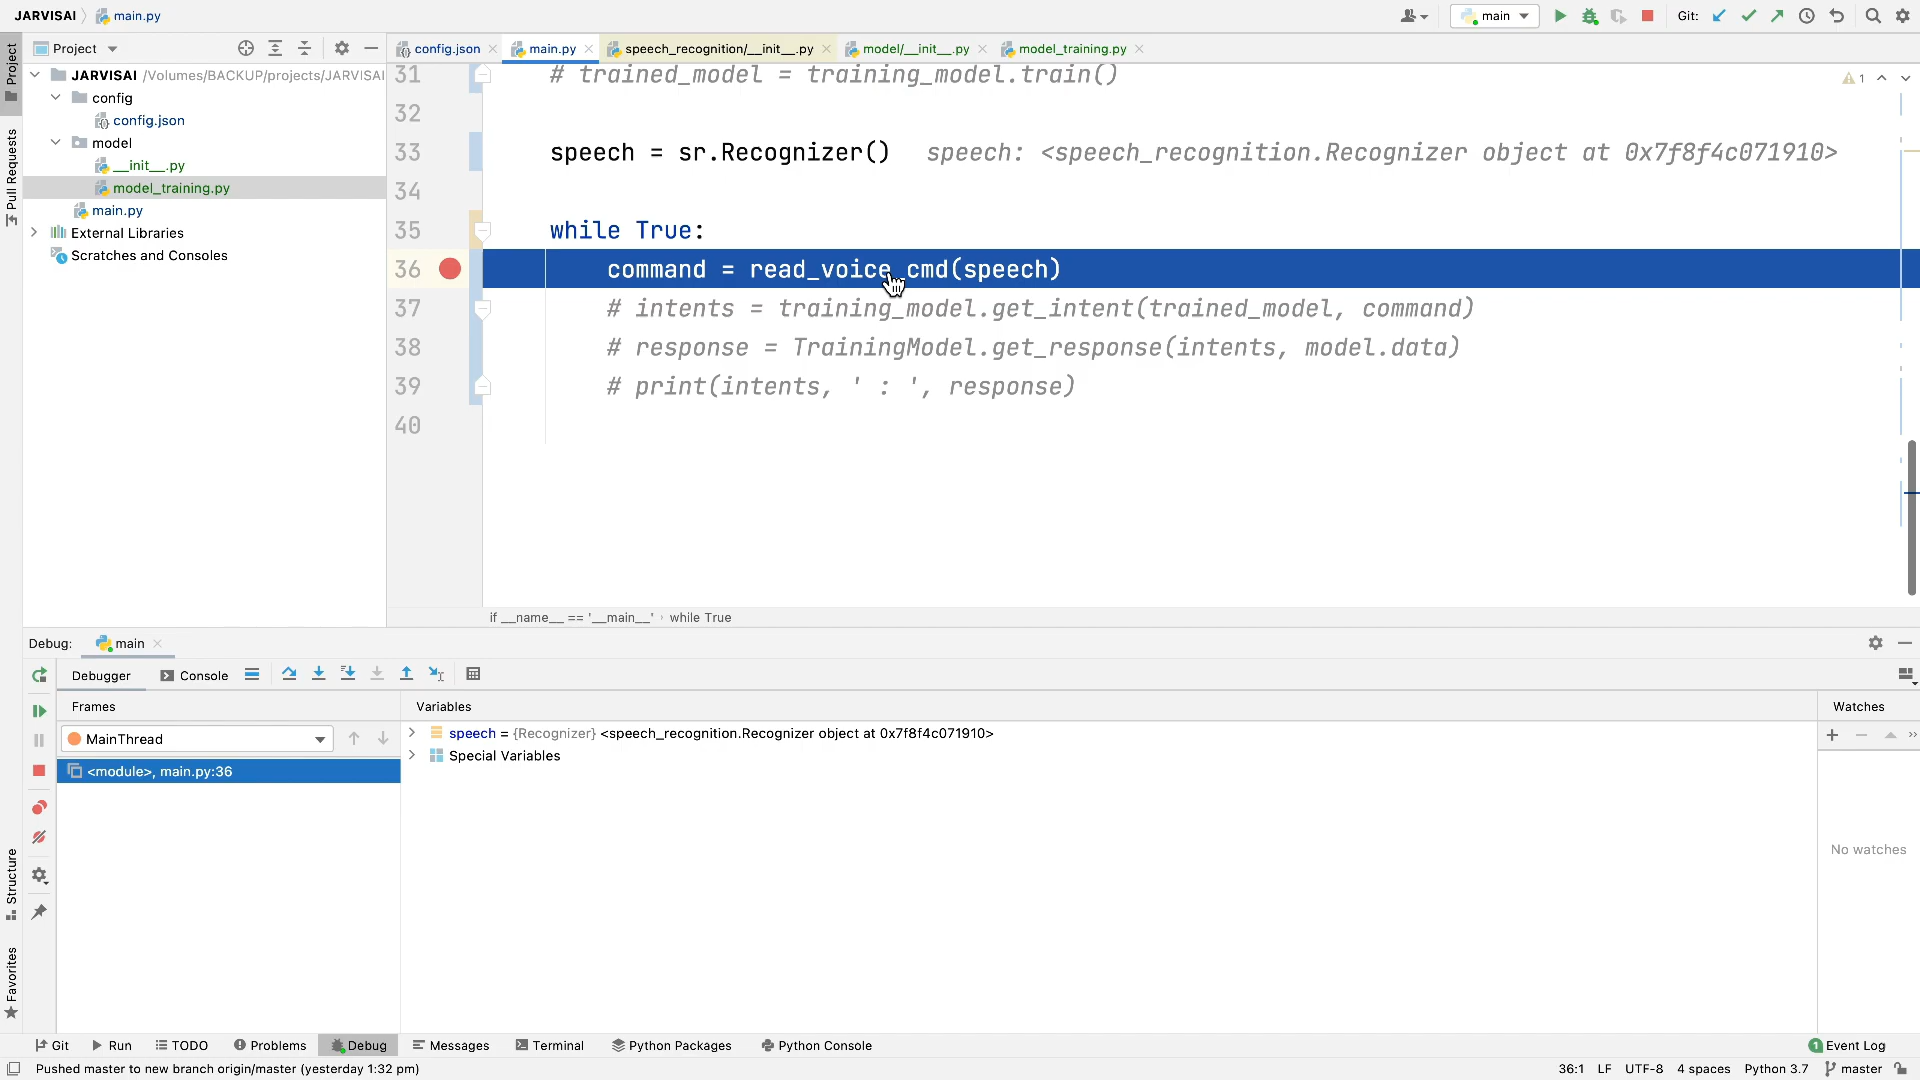 JARVISAI main.py main Git:
Project
config.json main.py speech_recognition/__init__.py model/__init__.py model_training.py
Project
JARVISAI /Volumes/BACKUP/projects/JARVISAI
config
config.json
model
__init__.py
model_training.py
main.py
External Libraries
Scratches and Consoles
Pull Requests
31 # trained_model = training_model.train()
1
32
33 speech = sr.Recognizer() speech: <speech_recognition.Recognizer object at 0x7f8f4c071910>
34
35 while True:
36 command = read_voice_cmd(speech)
37 # intents = training_model.get_intent(trained_model, command)
38 # response = TrainingModel.get_response(intents, model.data)
39 # print(intents, ' : ', response)
40
if __name__ == '__main__' › while True
Debug: main
Debugger Console
Frames Variables Watches
MainThread
<module>, main.py:36
speech = {Recognizer} <speech_recognition.Recognizer object at 0x7f8f4c071910>
Special Variables
No watches
Structure
Favorites
Git Run TODO Problems Debug Messages Terminal Python Packages Python Console 1 Event Log
Pushed master to new branch origin/master (yesterday 1:32 pm) 36:1 LF UTF-8 4 spaces Python 3.7 master